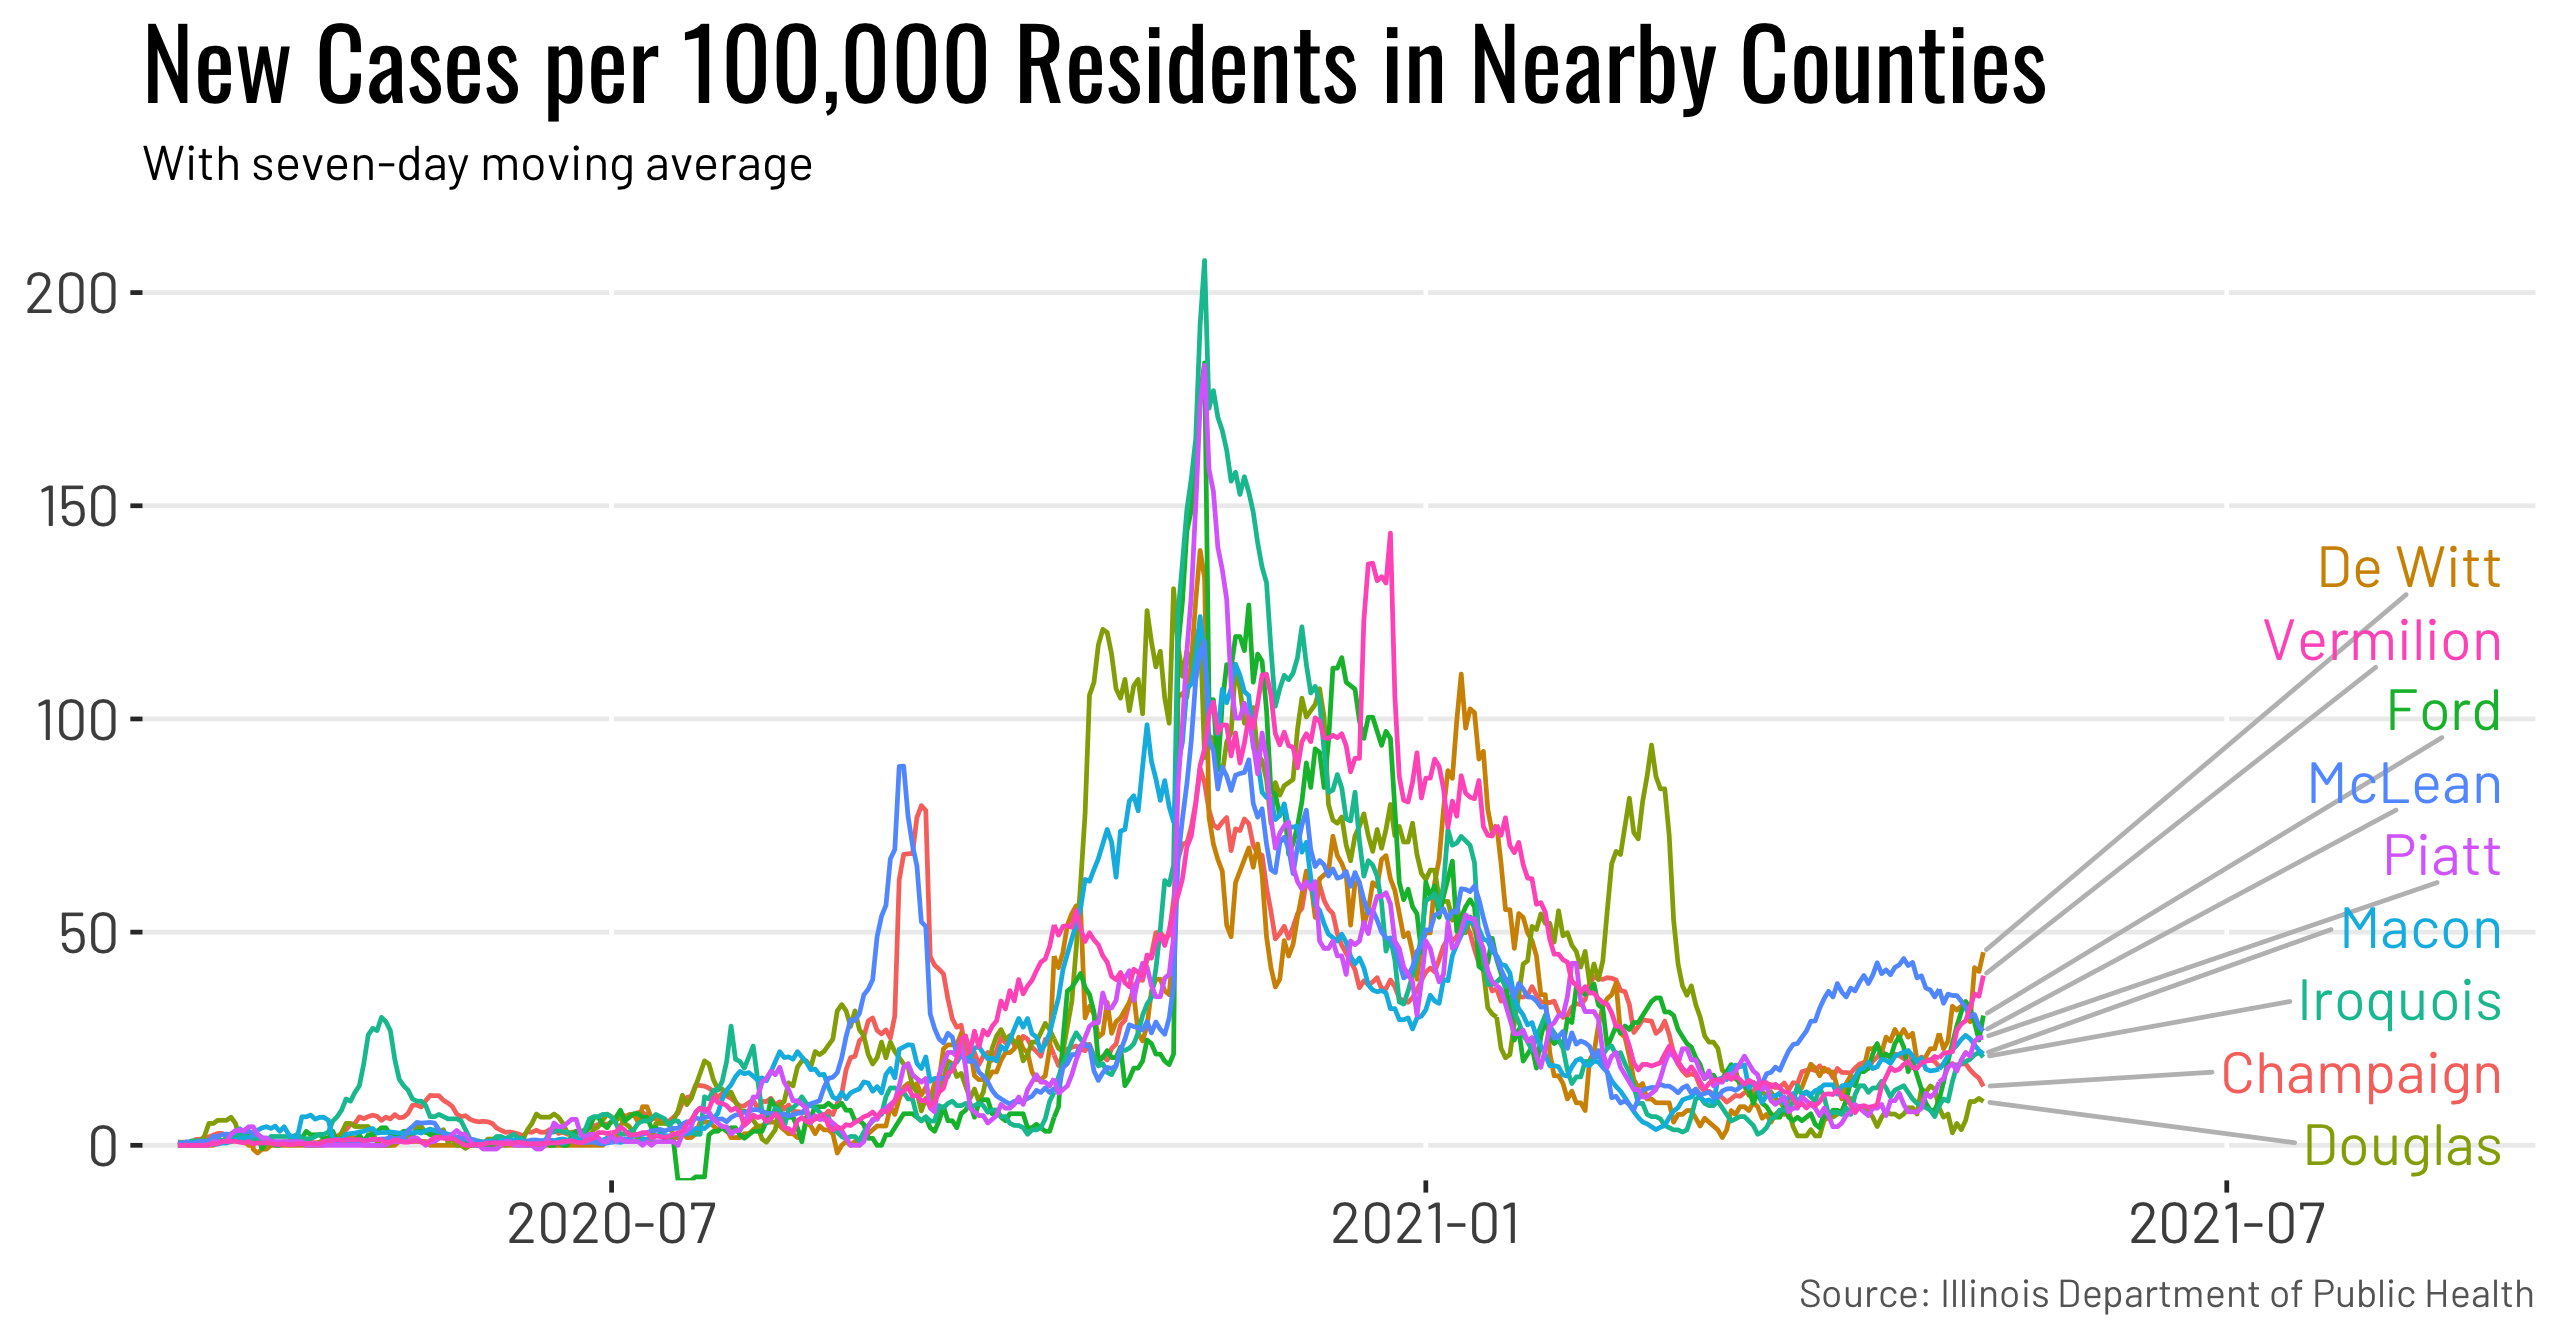 New Cases per 100,000 Residents in Nearby Counties
With seven-day moving average
200
150
100
50
0
De Witt
Vermilion
Ford
McLean
Piatt
Macon
Iroquois
Champaign
Douglas
2020-07
2021-01
2021-07
Source: Illinois Department of Public Health